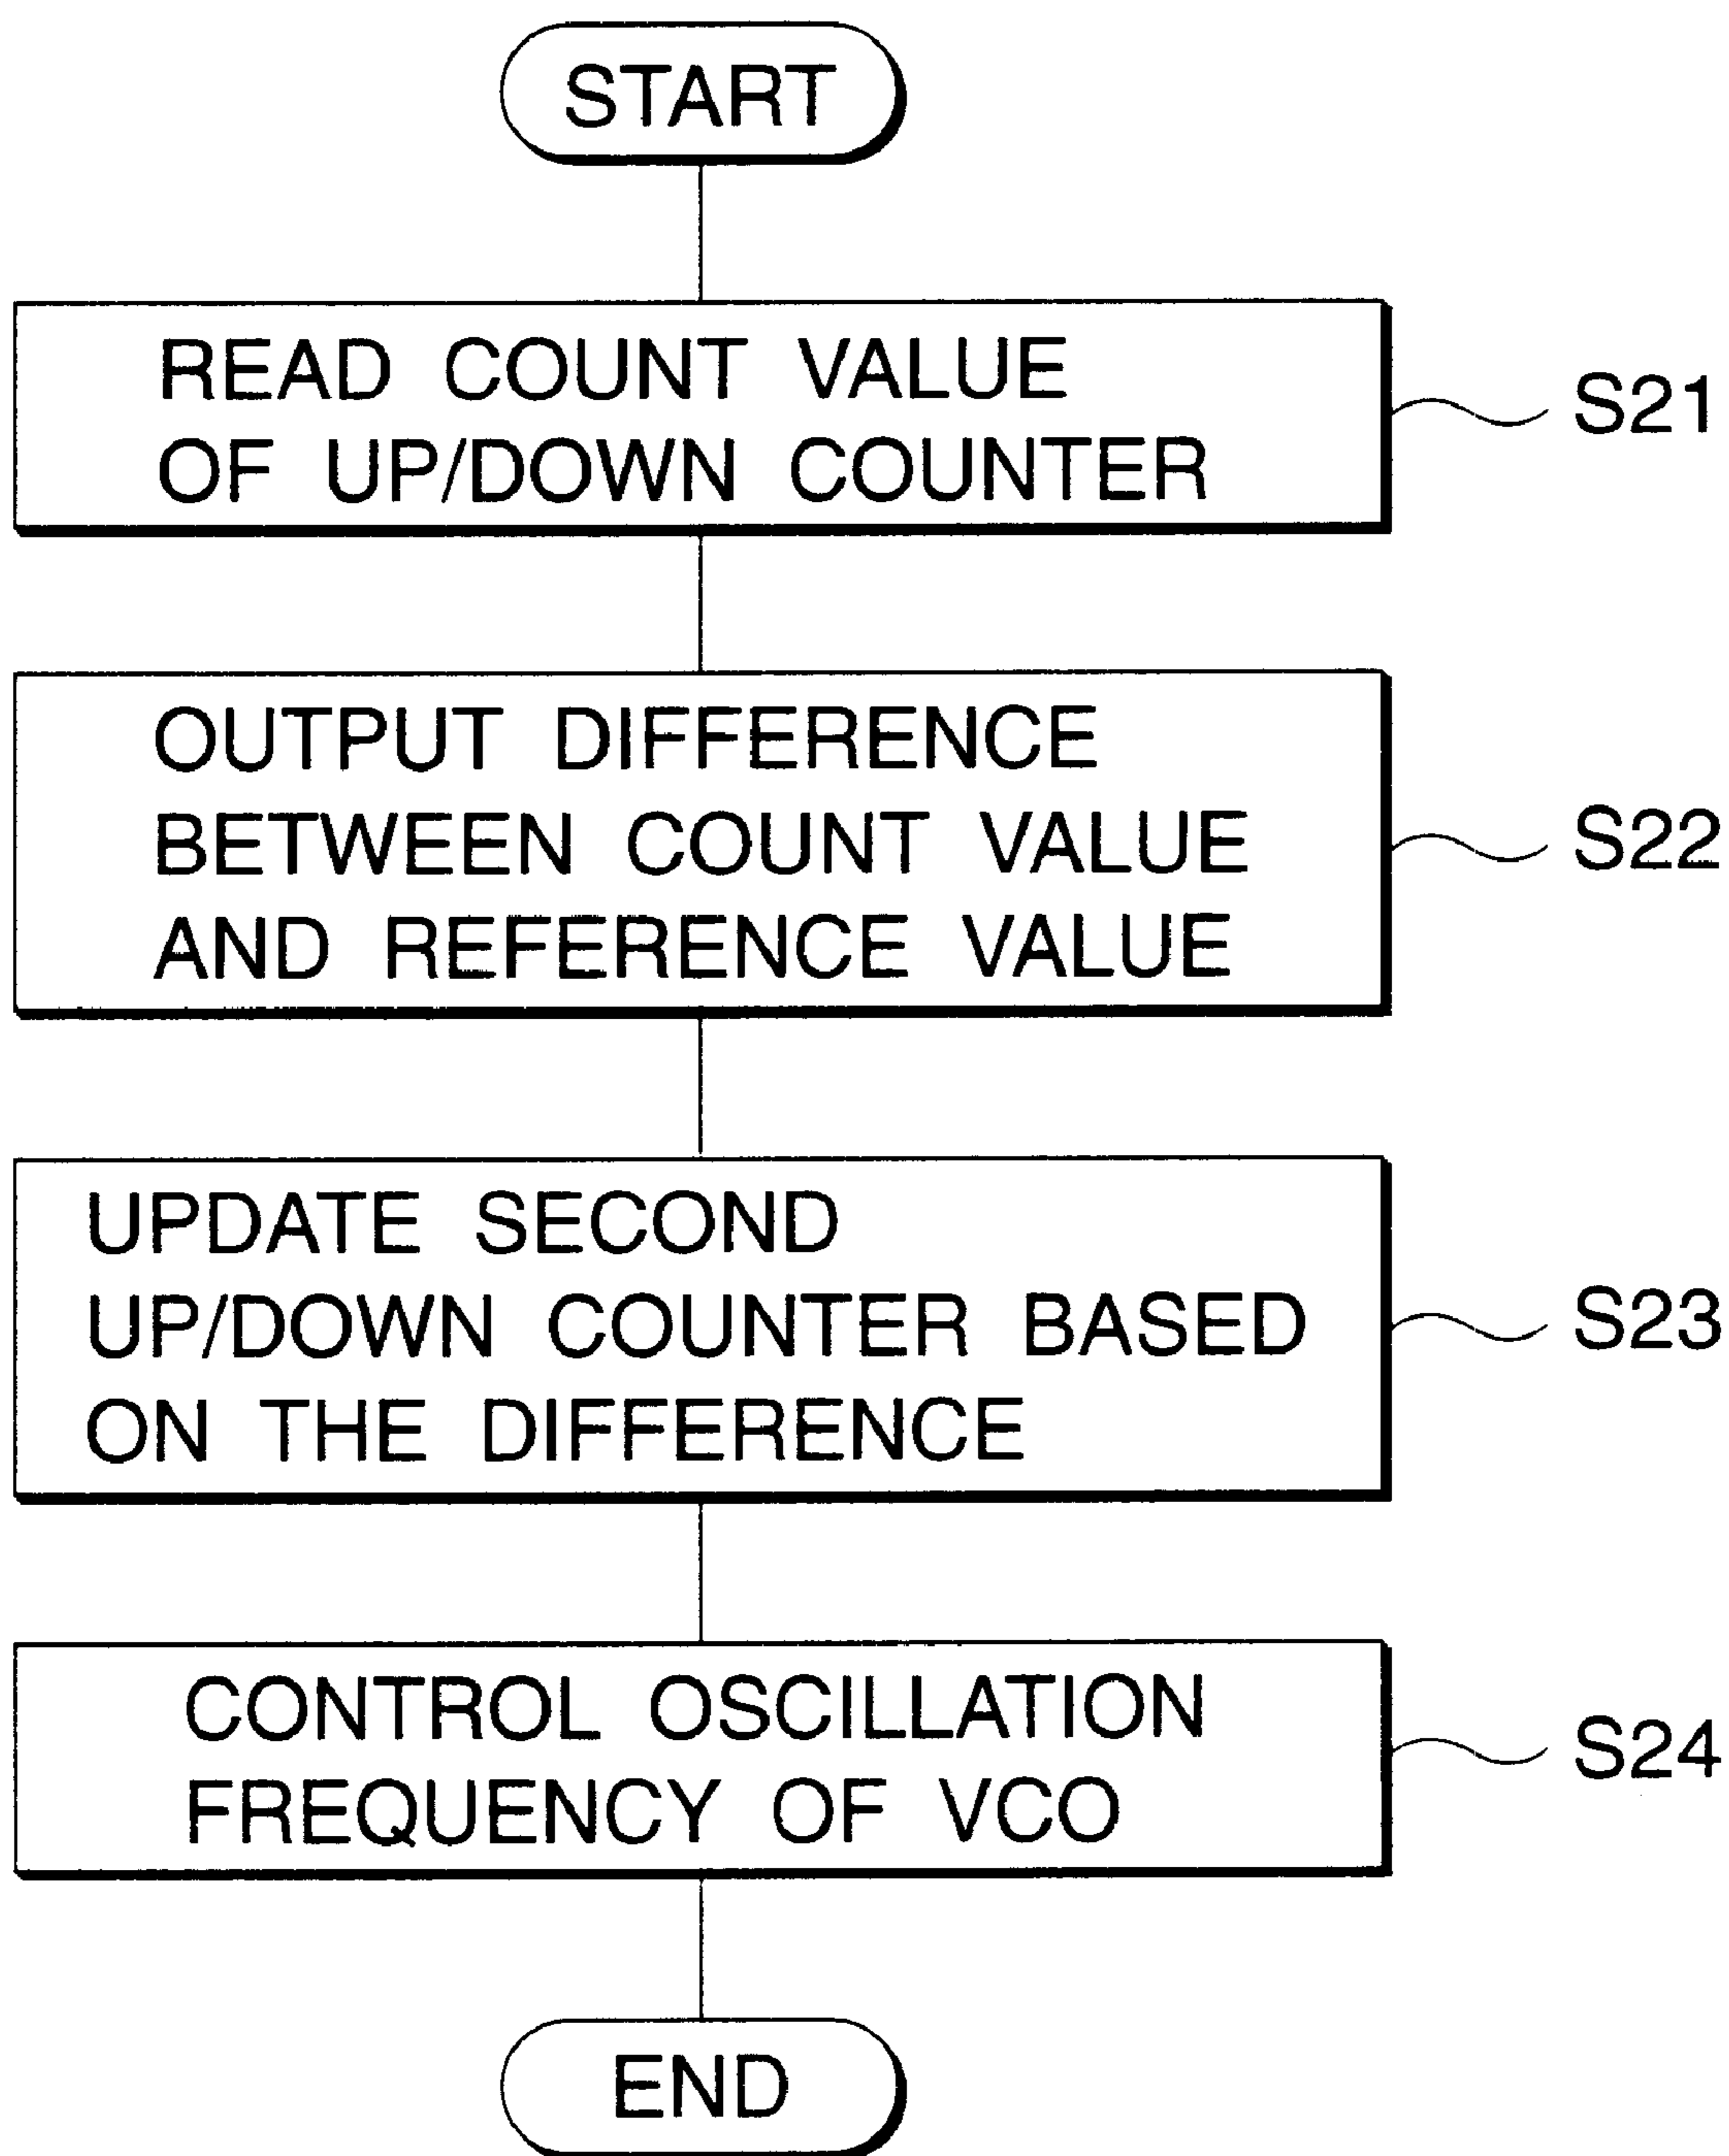 START
READ COUNT VALUE
OF UP/DOWN COUNTER
S21
OUTPUT DIFFERENCE
BETWEEN COUNT VALUE
AND REFERENCE VALUE
S22
UPDATE SECOND
UP/DOWN COUNTER BASED
ON THE DIFFERENCE
S23
CONTROL OSCILLATION
FREQUENCY OF VCO
S24
END